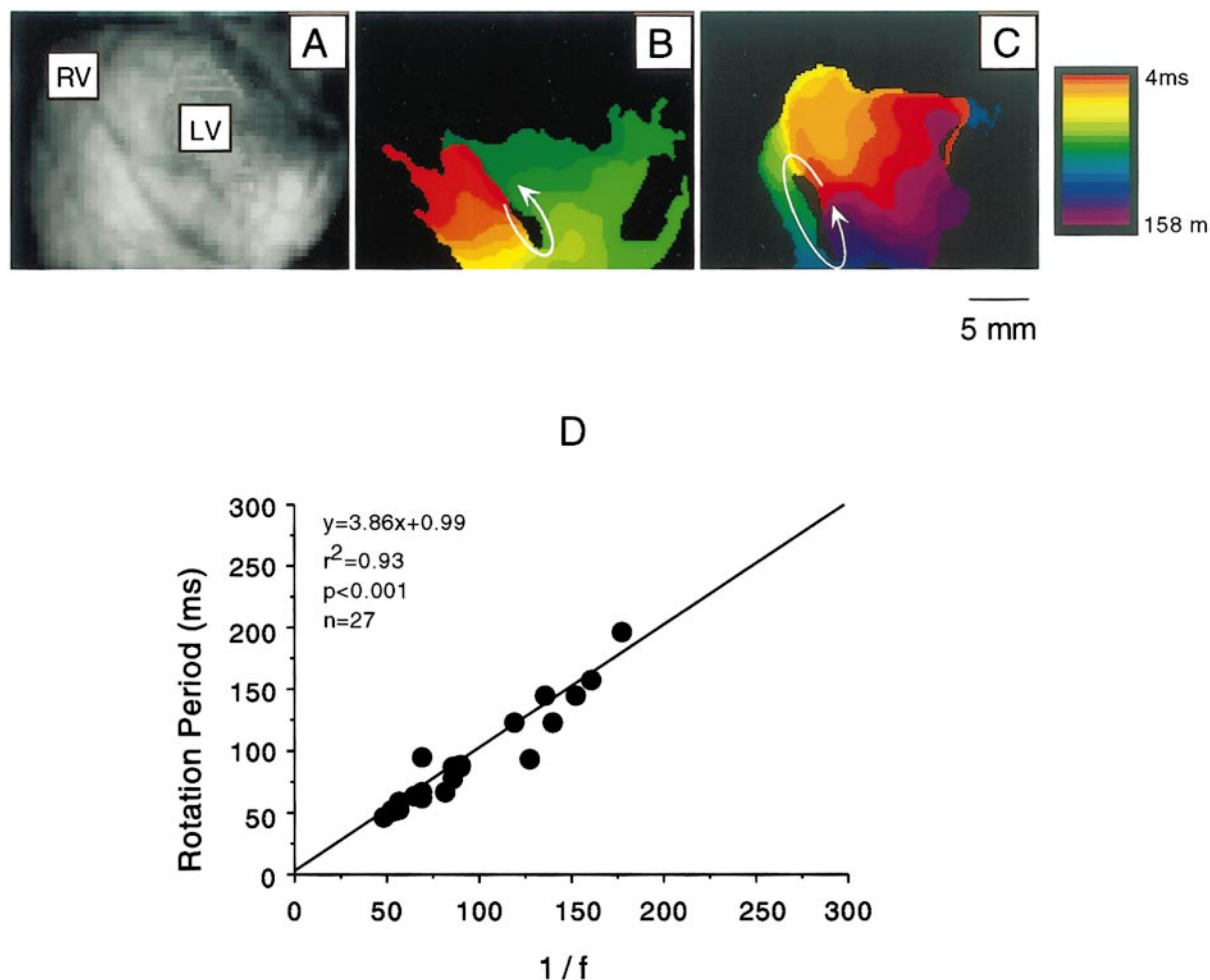 A
B
C
RV
LV
4ms
158 m
5 mm
D
y=3.86x+0.99
r²=0.93
p<0.001
n=27
Rotation Period (ms)
300
250
200
150
100
50
0
0 50 100 150 200 250 300
1 / f